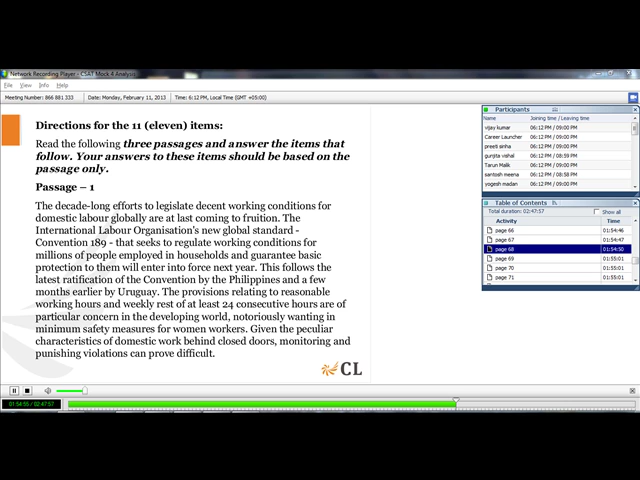 Network Recording Player - CSAT Mock 4 Analysis
File View Info Help
Meeting Number: 866 881 333 Date: Monday, February 11, 2013 Time: 6:12 PM, Local Time (GMT +05:00)
Directions for the 11 (eleven) items:
Read the following three passages and answer the items that
follow. Your answers to these items should be based on the
passage only.
Passage – 1
The decade-long efforts to legislate decent working conditions for
domestic labour globally are at last coming to fruition. The
International Labour Organisation's new global standard -
Convention 189 - that seeks to regulate working conditions for
millions of people employed in households and guarantee basic
protection to them will enter into force next year. This follows the
latest ratification of the Convention by the Philippines and a few
months earlier by Uruguay. The provisions relating to reasonable
working hours and weekly rest of at least 24 consecutive hours are of
particular concern in the developing world, notoriously wanting in
minimum safety measures for women workers. Given the peculiar
characteristics of domestic work behind closed doors, monitoring and
punishing violations can prove difficult.
CL
Participants
Name Joining time / Leaving time
vijay kumar 06:12 PM / 09:00 PM
Career Launcher 06:12 PM / 09:00 PM
preeti sinha 06:12 PM / 09:00 PM
gunjita vishal 06:12 PM / 08:59 PM
Tarun Malik 06:12 PM / 09:00 PM
santosh meena 06:12 PM / 08:58 PM
yogesh madan 06:12 PM / 09:00 PM
Table of Contents
Total duration: 02:47:57 Show all
Activity Time
page 66 01:54:46
page 67 01:54:47
page 68 01:54:50
page 69 01:55:01
page 70 01:55:01
page 71 01:55:01
01:54:55 / 02:47:57